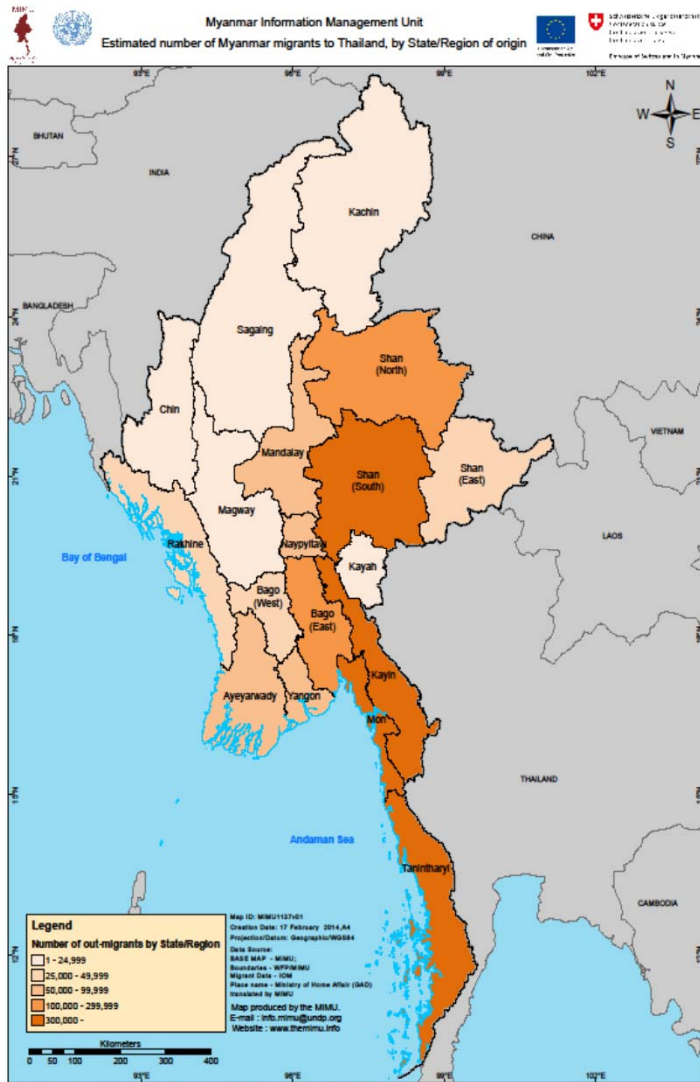 MIMU
Myanmar Information Management Unit
Estimated number of Myanmar migrants to Thailand, by State/Region of origin
93°E
96°E
99°E
102°E
N
W E
S
BHUTAN
INDIA
CHINA
BANGLADESH
Kachin
Sagaing
Shan
(North)
Chin
Mandalay
VIETNAM
Shan
(South)
Shan
(East)
Magway
LAOS
Rakhine
Naypyitaw
Bay of Bengal
Kayah
Bago
(West)
Bago
(East)
Kayin
Ayeyarwady
Yangon
Mon
THAILAND
Andaman Sea
Tanintharyi
CAMBODIA
Legend
Number of out-migrants by State/Region
1 - 24,999
25,000 - 49,999
50,000 - 99,999
100,000 - 299,999
300,000 -
Kilometers
0 50 100 200 300 400
Map ID: MIMU1137v01
Creation Date: 17 February 2014,A4
Projection/Datum: Geographic/WGS84
Data Source:
BASE MAP - MIMU;
Boundaries - WFP/MIMU
Migrant Data - IOM
Place name - Ministry of Home Affair (GAD)
translated by MIMU
Map produced by the MIMU.
E-mail : info.mimu@undp.org
Website : www.themimu.info
93°E
96°E
99°E
102°E